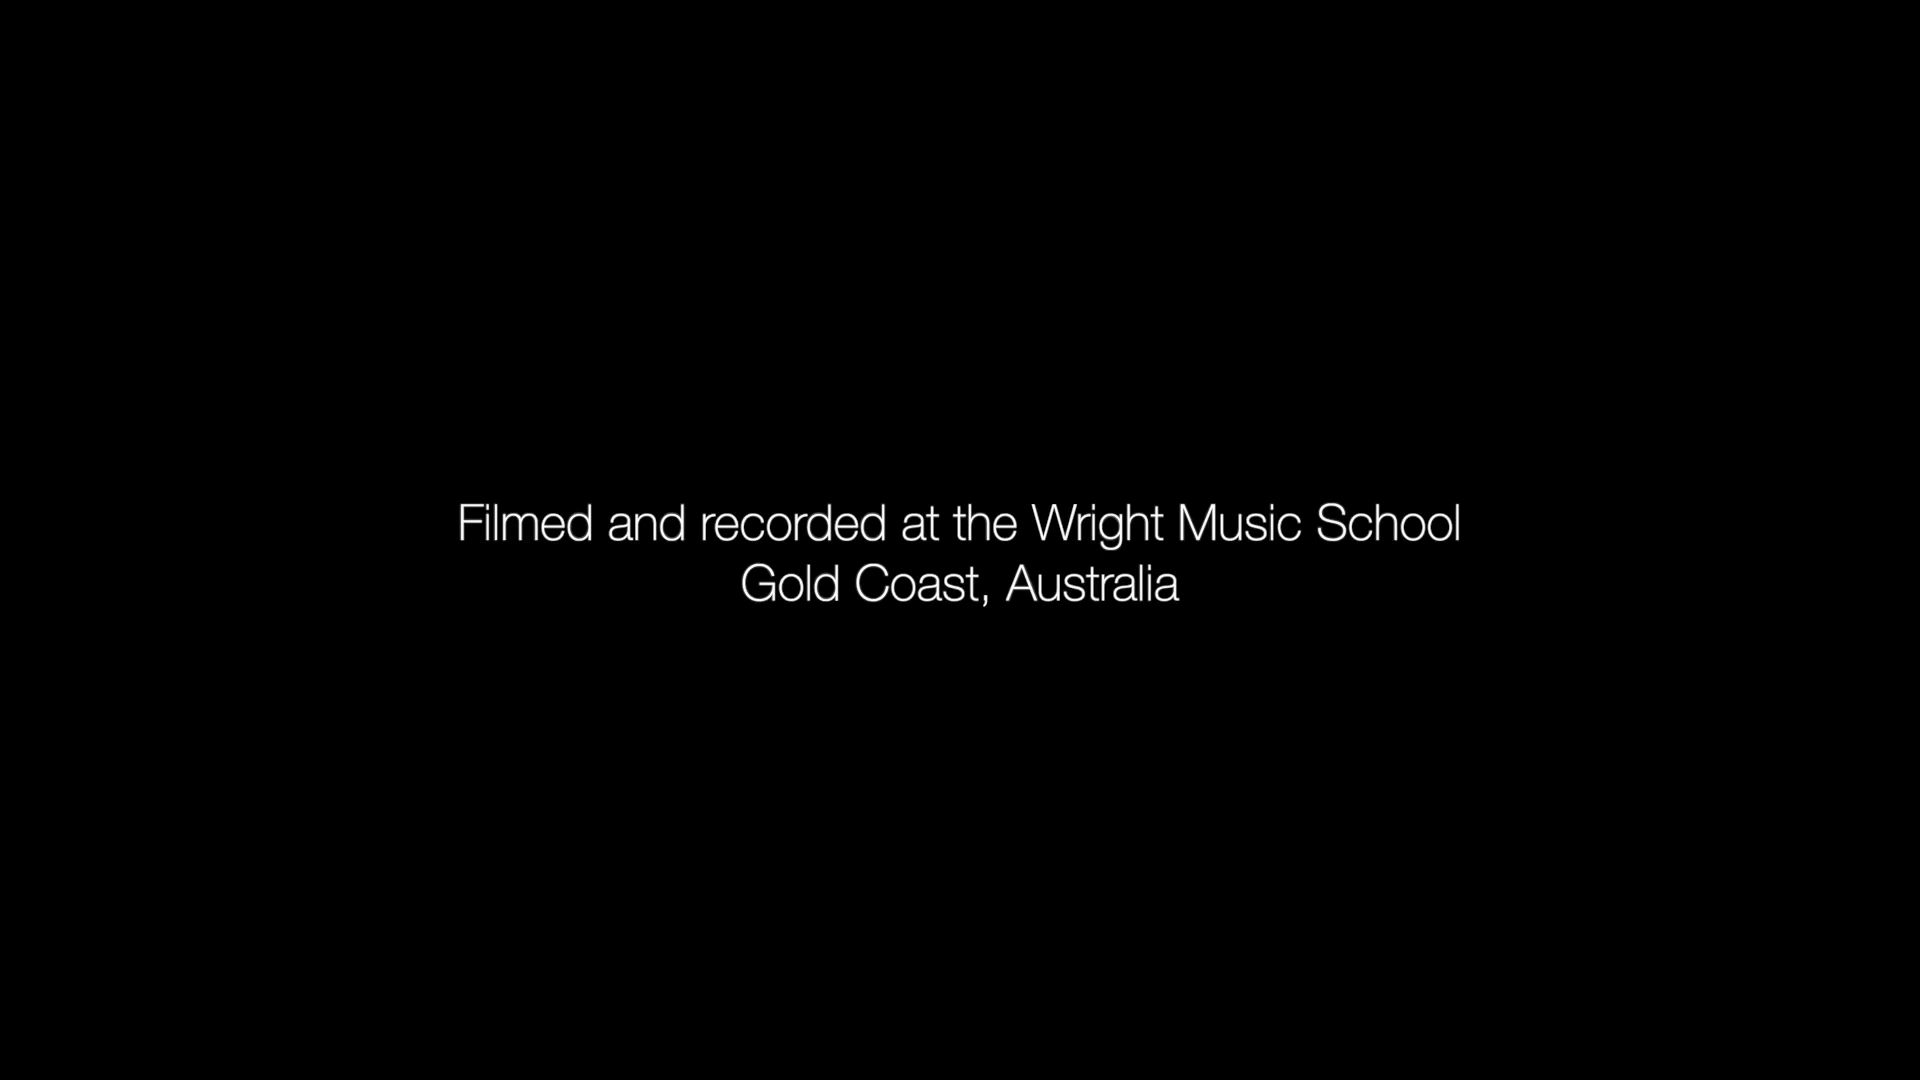 Filmed and recorded at the Wright Music School
Gold Coast, Australia